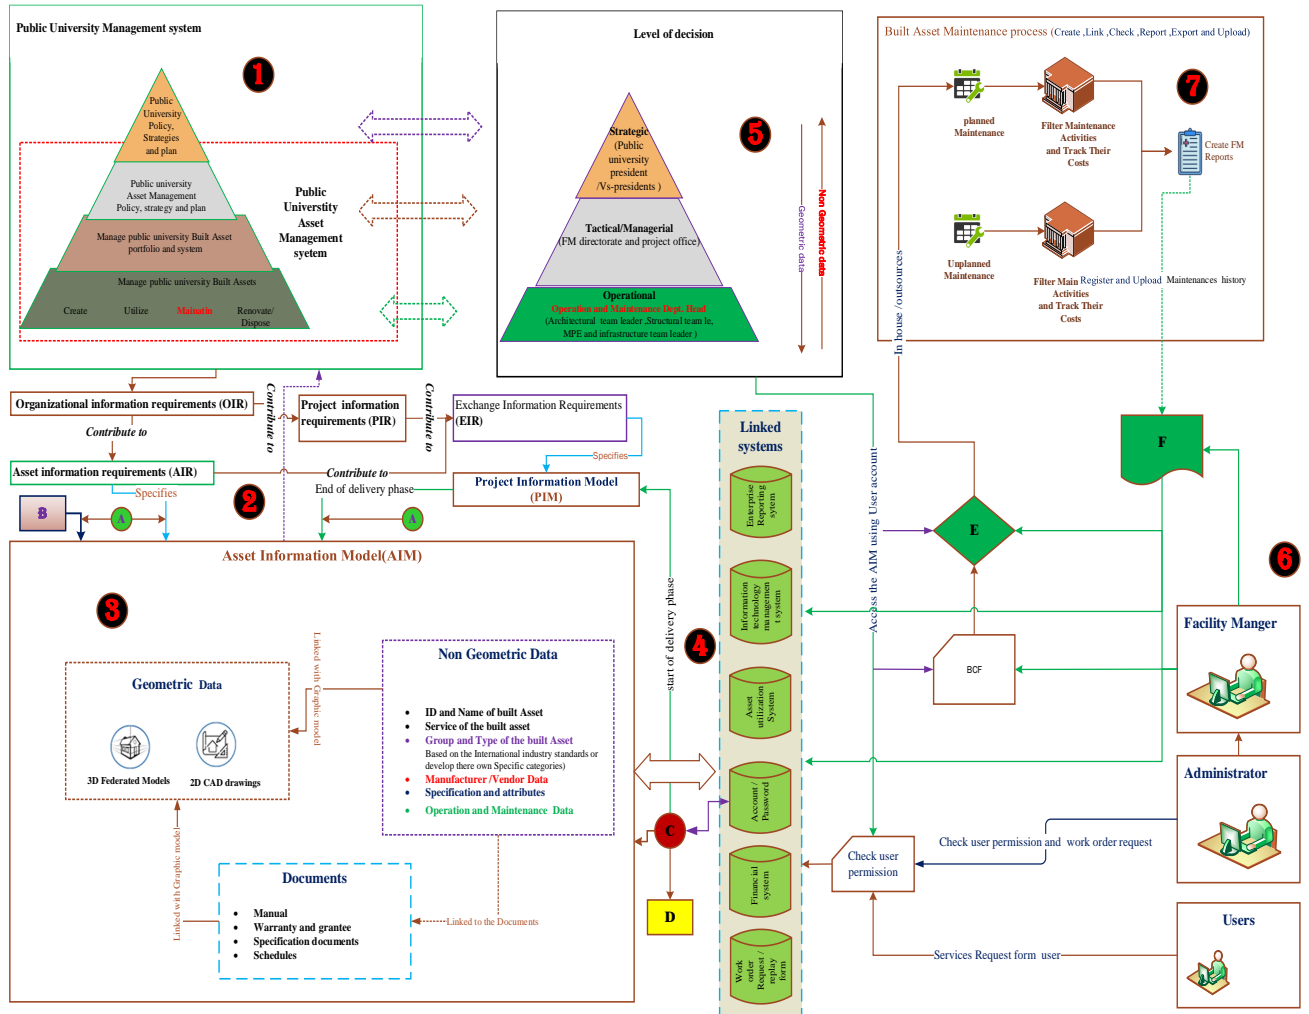 Public University Management system
1
Public
University
Policy,
Strategies
and plan
Public university
Asset Management
Policy, strategy and plan
Manage public university Built Asset
portfolio and system
Manage public university Built Assets
Create
Utilize
Mainatin
Renovate/
Dispose
Public
Universtity
Asset
Management
syetem
Level of decision
5
Strategic
(Public
university
president
/Vs-presidents )
Tactical/Managerial
(FM directorate and project office)
Operational
Operation and Maintenance Dept. Head
(Architectural team leader ,Structural team le,
MPE and infrastructure team leader )
Geometric data
Non Geometric data
Built Asset Maintenance process (Create ,Link ,Check ,Report ,Export and Upload)
7
planned
Maintenance
Filter Maintenance
Activities
and Track Their
Costs
Create FM
Reports
Unplanned
Maintenance
Filter Main
Activities
and Track Their
Costs
Register and Upload Maintenances history
In house /outsources
Organizational information requirements (OIR)
Contribute to
Contribute to
Project information
requirements (PIR)
Contribute to
Exchange Information Requirements
(EIR)
Asset information requirements (AIR)
Contribute to
Specifies
Specifies
2
End of delivery phase
Project Information Model
(PIM)
B
A
A
Asset Information Model(AIM)
3
Geometric Data
3D Federated Models
2D CAD drawings
Linked with Graphic model
Non Geometric Data
• ID and Name of built Asset
• Service of the built asset
• Group and Type of the built Asset
Based on the International industry standards or
develop there own Specific categories)
• Manufacturer /Vendor Data
• Specification and attributes
• Operation and Maintenance Data
Linked with Graphic model
Documents
• Manual
• Warranty and grantee
• Specification documents
• Schedules
Linked to the Documents
start of delivery phase
4
C
D
Linked
systems
Enterprise
Reporting
sytem
Information
technology
managemen
t system
Asset
utilization
System
Account /
Password
Financial
system
Work
order
Request /
replay
form
Access the AIM using User account
F
E
BCF
6
Facility Manger
Administrator
Check user permission and work order request
Check user
permission
Users
Services Request form user